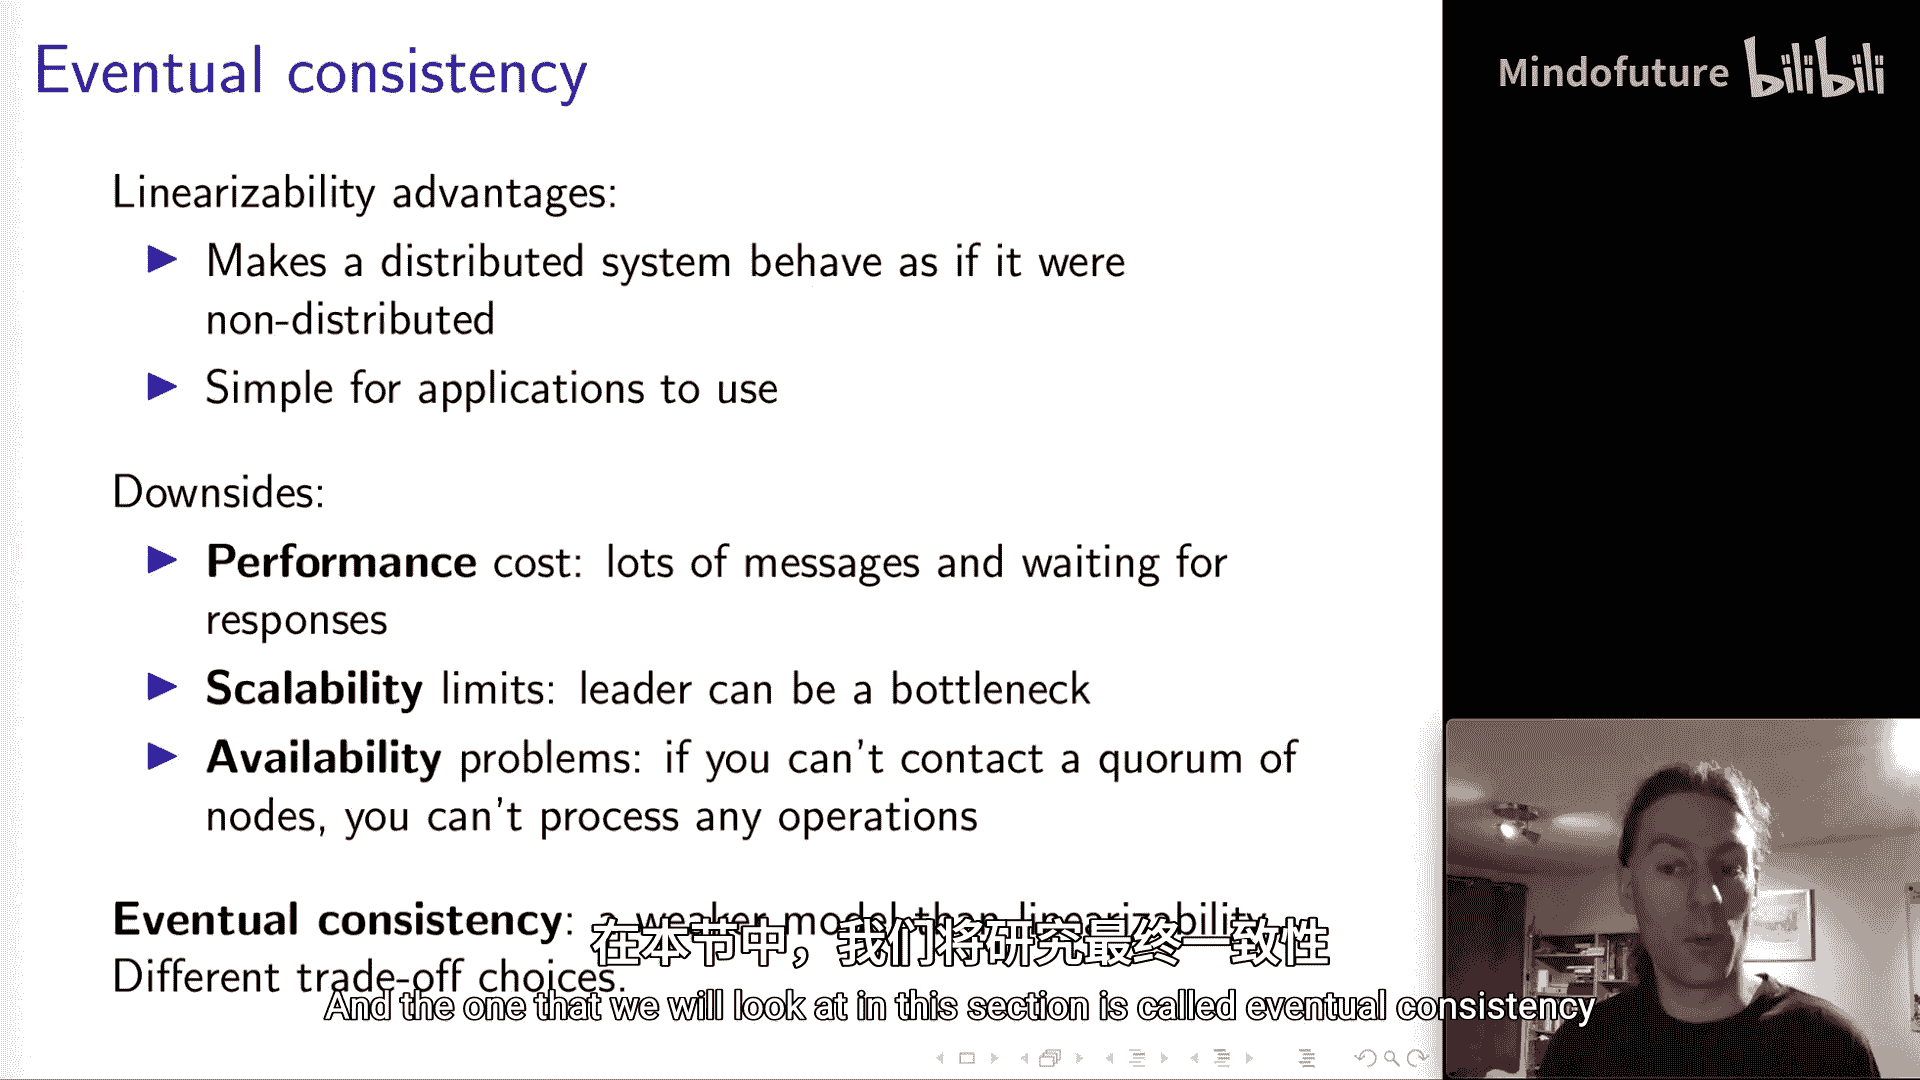 Eventual consistency
Mindofuture bilibili
Linearizability advantages:
Makes a distributed system behave as if it were
non-distributed
Simple for applications to use
Downsides:
Performance cost: lots of messages and waiting for
responses
Scalability limits: leader can be a bottleneck
Availability problems: if you can't contact a quorum of
nodes, you can't process any operations
Eventual consistency: a weaker model than linearizability.
Different trade-off choices.
在本节中，我们将研究最终一致性
And the one that we will look at in this section is called eventual consistency